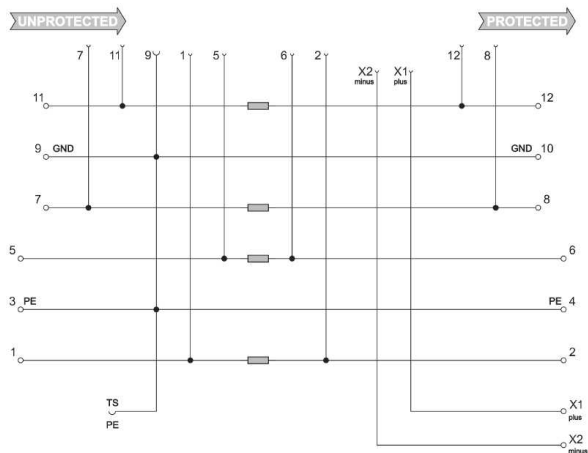 UNPROTECTED
PROTECTED
7 11 9 1 5 6 2 X2 minus X1 plus 12 8
11 12
9 GND GND 10
7 8
5 6
3 PE PE 4
1 2
TS
PE
X1
plus
X2
minus